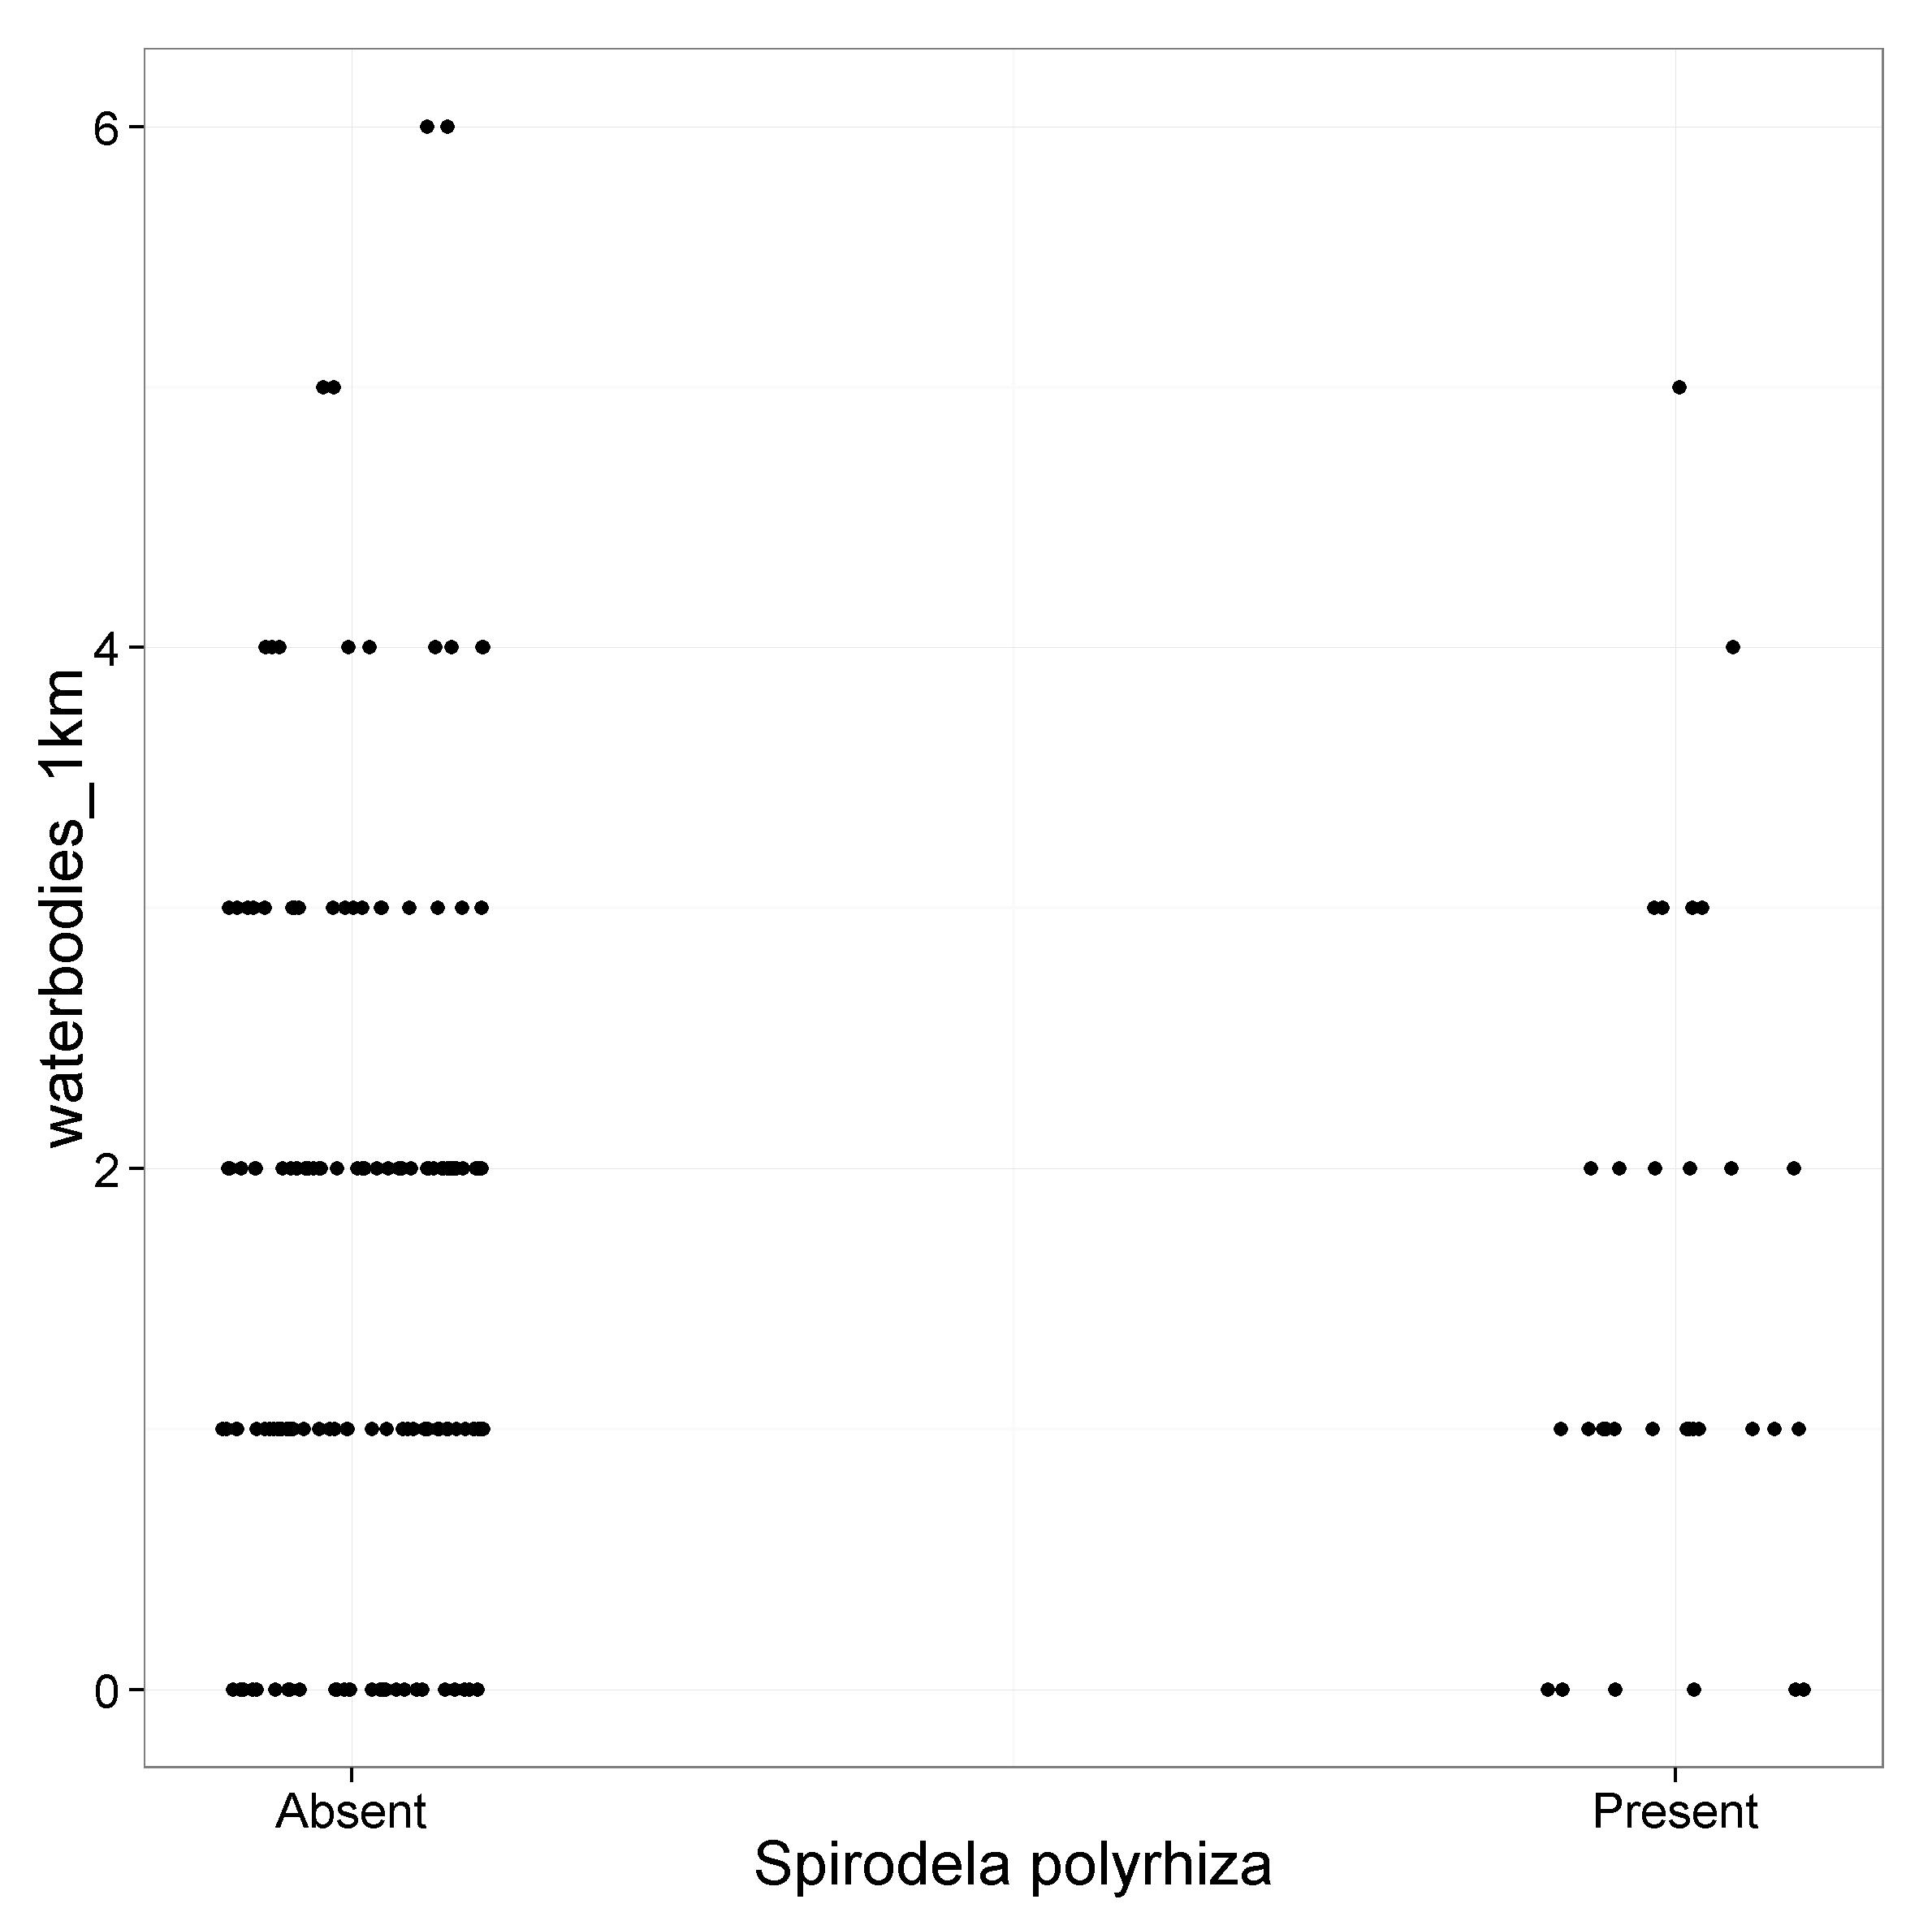 waterbodies_1km
6
4
2
0
Absent
Present
Spirodela polyrhiza